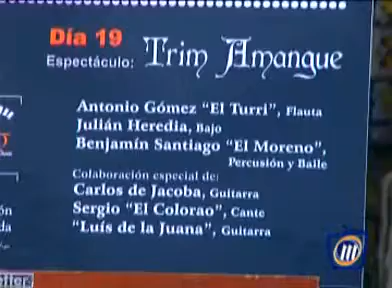 Día 19
Espectáculo: Trim Amangue
Antonio Gómez "El Turri", Flauta
Julián Heredia, Bajo
Benjamín Santiago "El Moreno",
Percusión y Baile
Colaboración especial de:
Carlos de Jacoba, Guitarra
Sergio "El Colorao", Cante
"Luís de la Juana", Guitarra
m